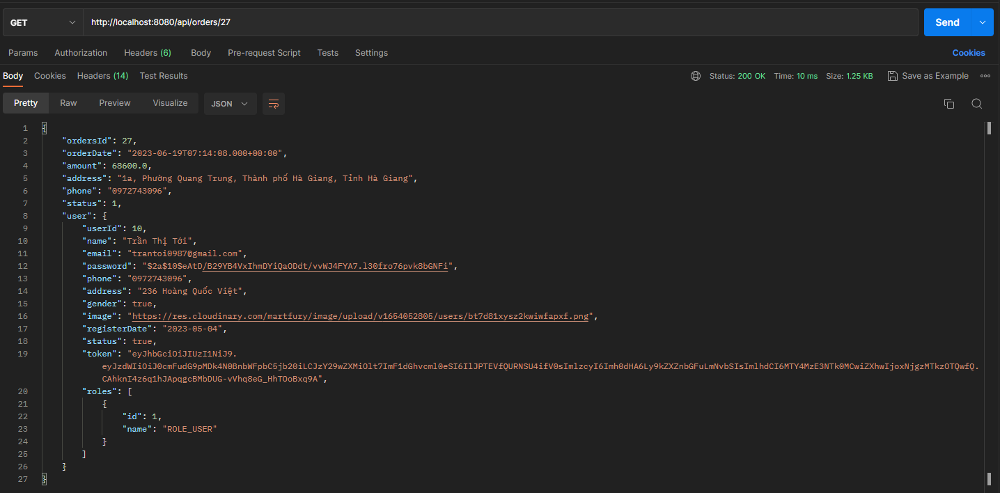 GET http://localhost:8080/api/orders/27 Send
Params Authorization Headers (6) Body Pre-request Script Tests Settings Cookies
Body Cookies Headers (14) Test Results Status: 200 OK Time: 10 ms Size: 1.25 KB Save as Example
Pretty Raw Preview Visualize JSON
1 {
2 "ordersId": 27,
3 "orderDate": "2023-06-19T07:14:08.000+00:00",
4 "amount": 68600.0,
5 "address": "1a, Phường Quang Trung, Thành phố Hà Giang, Tỉnh Hà Giang",
6 "phone": "0972743096",
7 "status": 1,
8 "user": {
9 "userId": 10,
10 "name": "Trần Thị Tới",
11 "email": "trantoi0987@gmail.com",
12 "password": "$2a$10$eAtD/B29YB4VxIhmDYiQaODdt/vvWJ4FYA7.l30fro76pvk8bGNFi",
13 "phone": "0972743096",
14 "address": "236 Hoàng Quốc Việt",
15 "gender": true,
16 "image": "https://res.cloudinary.com/martfury/image/upload/v1654052805/users/bt7d81xysz2kwiwfapxf.png",
17 "registerDate": "2023-05-04",
18 "status": true,
19 "token": "eyJhbGciOiJIUzI1NiJ9.
eyJzdWIiOiJ0cmFudG9pMDk4N0BnbWFpbC5jb20iLCJzY29wZXMiOlt7ImF1dGhvcml0eSI6IlJPTEVfQURNSU4ifV0sImlzcyI6Imh0dHA6Ly9kZXZnbGFuLmNvbSIsImlhdCI6MTY4MzE3NTk0MCwiZXhwIjoxNjgzMTkzOTQwfQ.
CAhknI4z6q1hJApqgcBMbDUG-vVhq8eG_HhTOoBxq9A",
20 "roles": [
21 {
22 "id": 1,
23 "name": "ROLE_USER"
24 }
25 ]
26 }
27 }